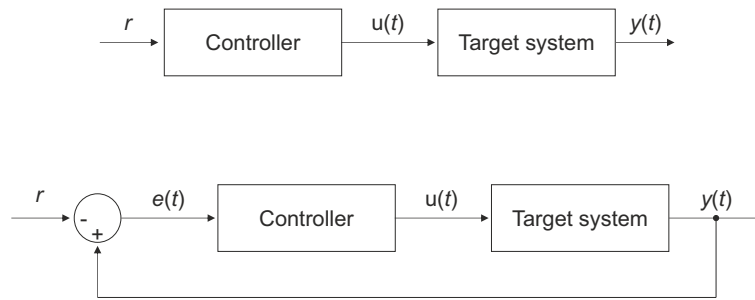 r Controller u(t) Target system y(t)
r - + e(t) Controller u(t) Target system y(t)